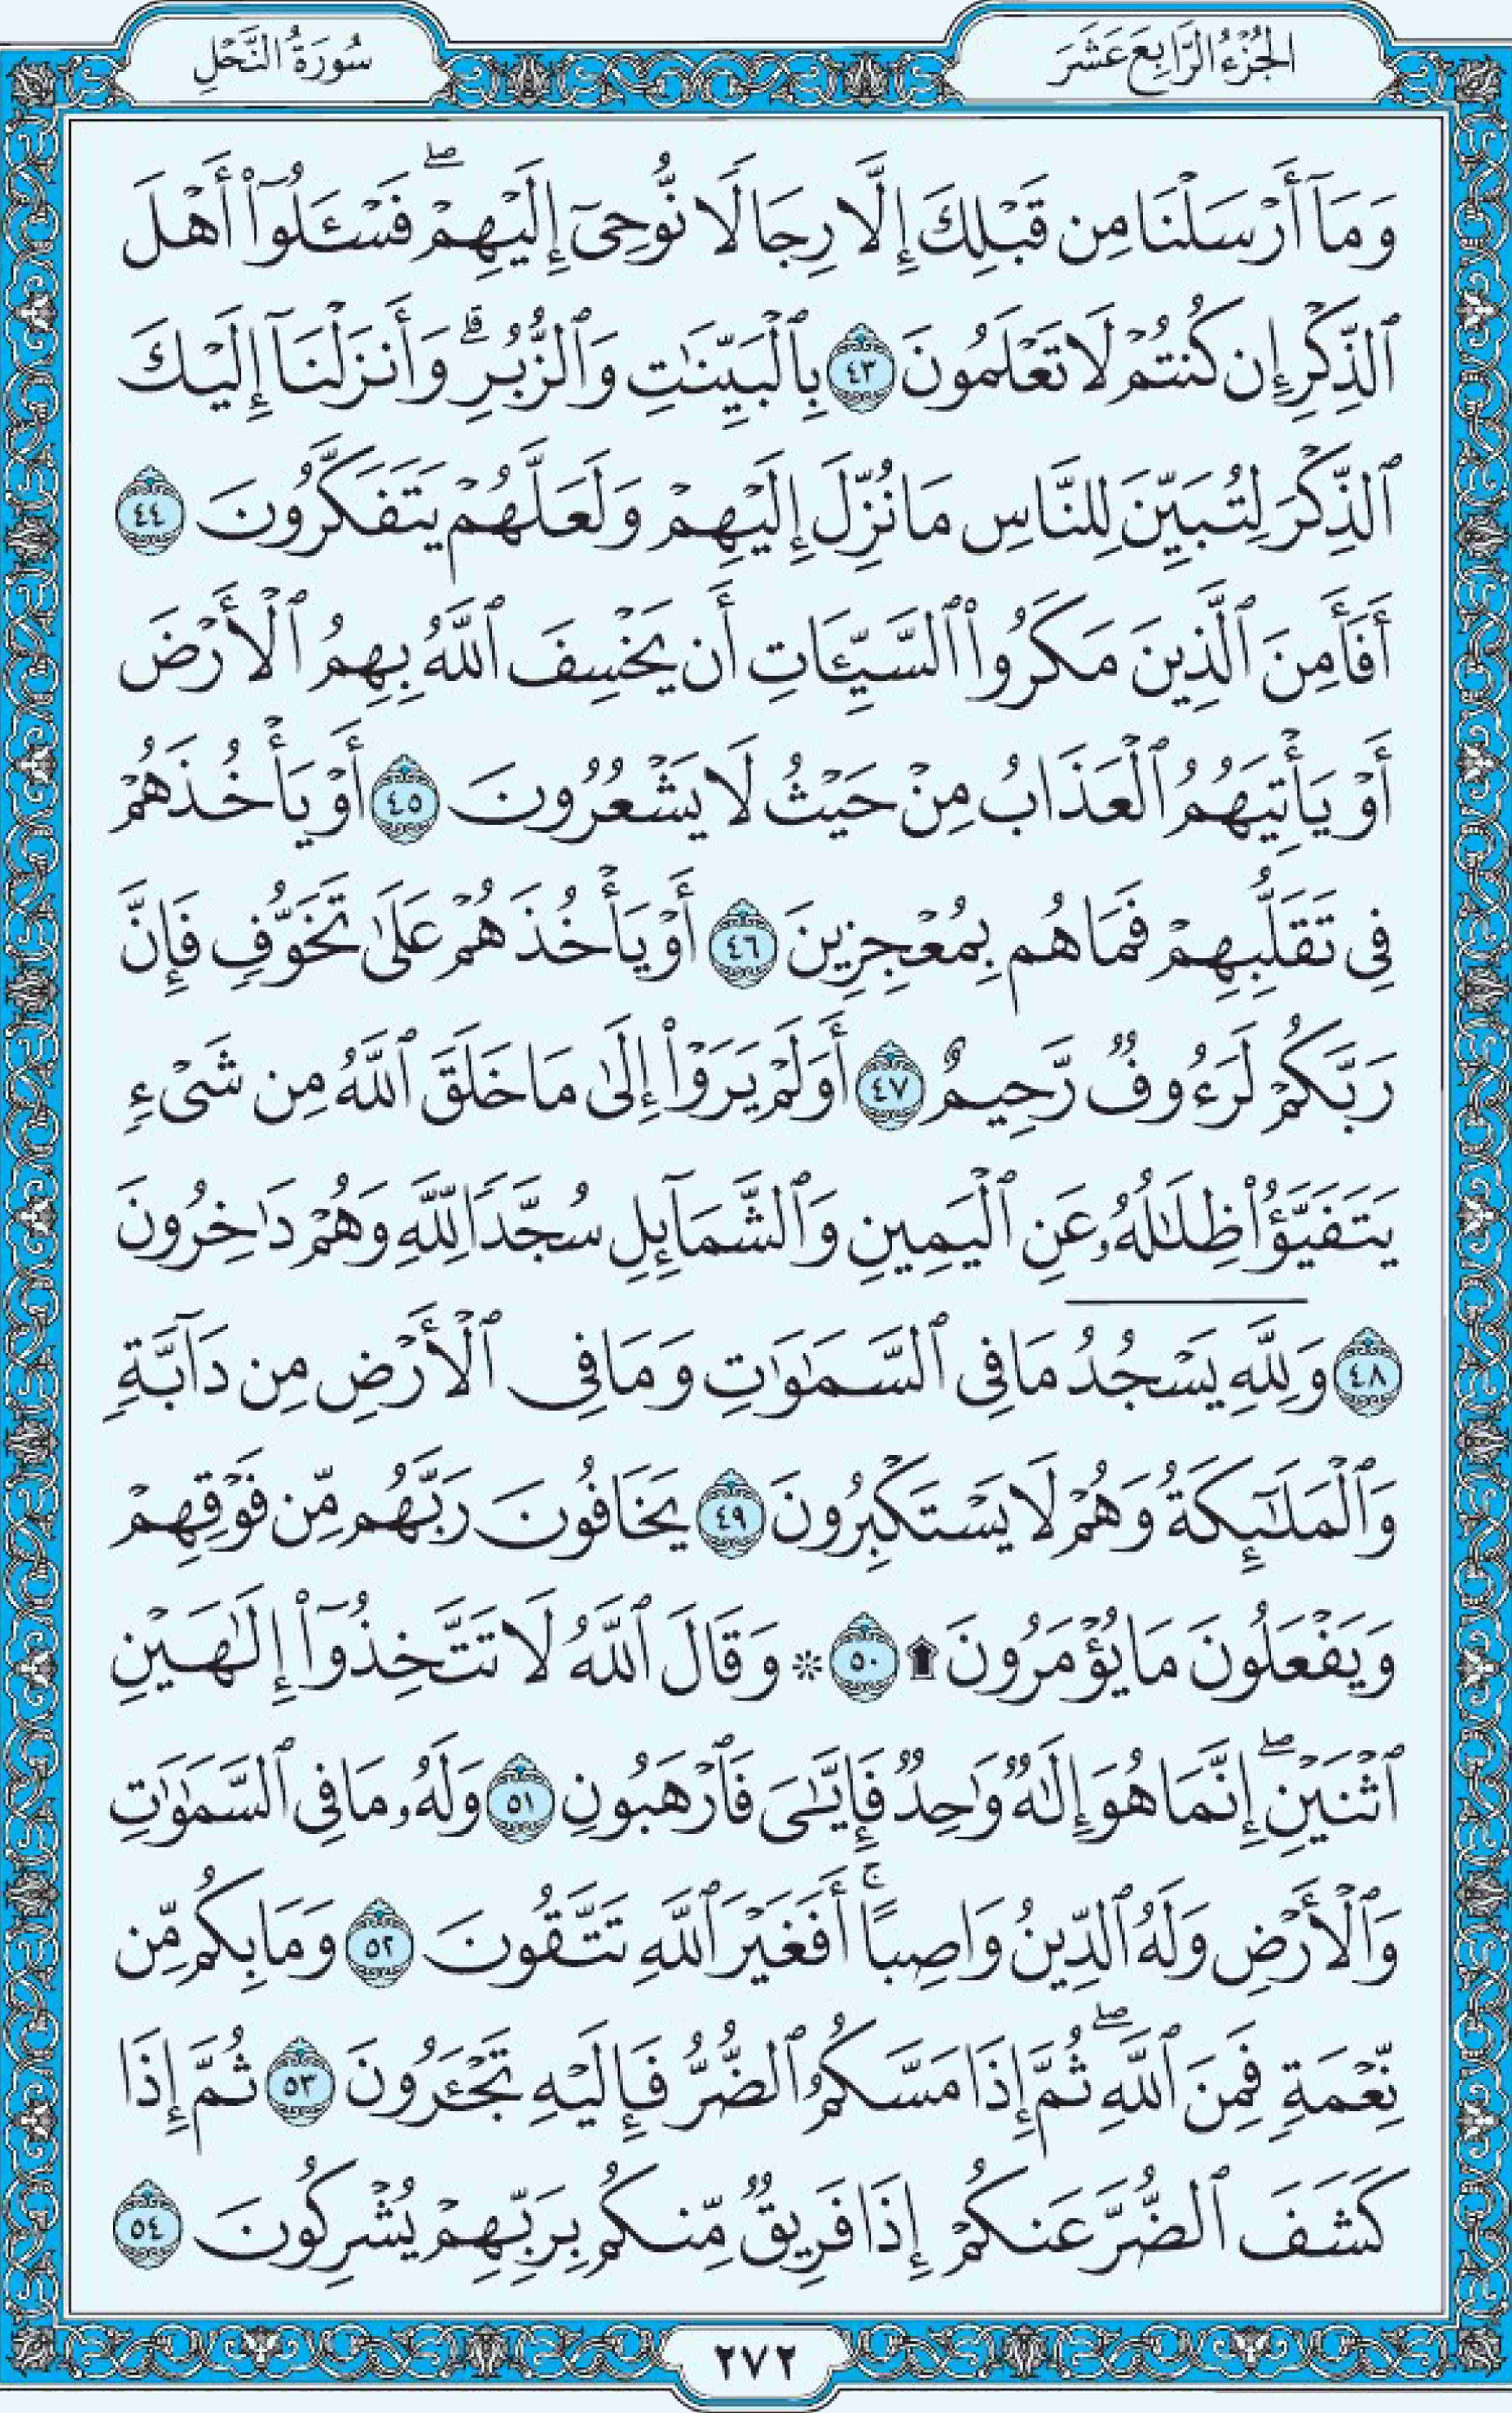 الجُزْءُ الرَّابِعَ عَشَرَ
سُورَةُ النَّحْلِ
وَمَآ أَرْسَلْنَا مِن قَبْلِكَ إِلَّا رِجَالًا نُّوحِىٓ إِلَيْهِمْ ۖ فَسْـَٔلُوٓا۟ أَهْلَ
ٱلذِّكْرِ إِن كُنتُمْ لَا تَعْلَمُونَ ٤٣ بِٱلْبَيِّنَـٰتِ وَٱلزُّبُرِ ۗ وَأَنزَلْنَآ إِلَيْكَ
ٱلذِّكْرَ لِتُبَيِّنَ لِلنَّاسِ مَا نُزِّلَ إِلَيْهِمْ وَلَعَلَّهُمْ يَتَفَكَّرُونَ ٤٤
أَفَأَمِنَ ٱلَّذِينَ مَكَرُوا۟ ٱلسَّيِّـَٔاتِ أَن يَخْسِفَ ٱللَّهُ بِهِمُ ٱلْأَرْضَ
أَوْ يَأْتِيَهُمُ ٱلْعَذَابُ مِنْ حَيْثُ لَا يَشْعُرُونَ ٤٥ أَوْ يَأْخُذَهُمْ
فِى تَقَلُّبِهِمْ فَمَا هُم بِمُعْجِزِينَ ٤٦ أَوْ يَأْخُذَهُمْ عَلَىٰ تَخَوُّفٍ فَإِنَّ
رَبَّكُمْ لَرَءُوفٌ رَّحِيمٌ ٤٧ أَوَلَمْ يَرَوْا۟ إِلَىٰ مَا خَلَقَ ٱللَّهُ مِن شَىْءٍ
يَتَفَيَّؤُا۟ ظِلَـٰلُهُۥ عَنِ ٱلْيَمِينِ وَٱلشَّمَآئِلِ سُجَّدًا لِّلَّهِ وَهُمْ دَٰخِرُونَ
٤٨ وَلِلَّهِ يَسْجُدُ مَا فِى ٱلسَّمَـٰوَٰتِ وَمَا فِى ٱلْأَرْضِ مِن دَآبَّةٍ
وَٱلْمَلَـٰٓئِكَةُ وَهُمْ لَا يَسْتَكْبِرُونَ ٤٩ يَخَافُونَ رَبَّهُم مِّن فَوْقِهِمْ
وَيَفْعَلُونَ مَا يُؤْمَرُونَ ۩ ٥٠ * وَقَالَ ٱللَّهُ لَا تَتَّخِذُوٓا۟ إِلَـٰهَيْنِ
ٱثْنَيْنِ ۖ إِنَّمَا هُوَ إِلَـٰهٌ وَٰحِدٌ فَإِيَّـٰىَ فَٱرْهَبُونِ ٥١ وَلَهُۥ مَا فِى ٱلسَّمَـٰوَٰتِ
وَٱلْأَرْضِ وَلَهُ ٱلدِّينُ وَاصِبًا ۚ أَفَغَيْرَ ٱللَّهِ تَتَّقُونَ ٥٢ وَمَا بِكُم مِّن
نِّعْمَةٍ فَمِنَ ٱللَّهِ ۖ ثُمَّ إِذَا مَسَّكُمُ ٱلضُّرُّ فَإِلَيْهِ تَجْـَٔرُونَ ٥٣ ثُمَّ إِذَا
كَشَفَ ٱلضُّرَّ عَنكُمْ إِذَا فَرِيقٌ مِّنكُم بِرَبِّهِمْ يُشْرِكُونَ ٥٤
٢٧٢